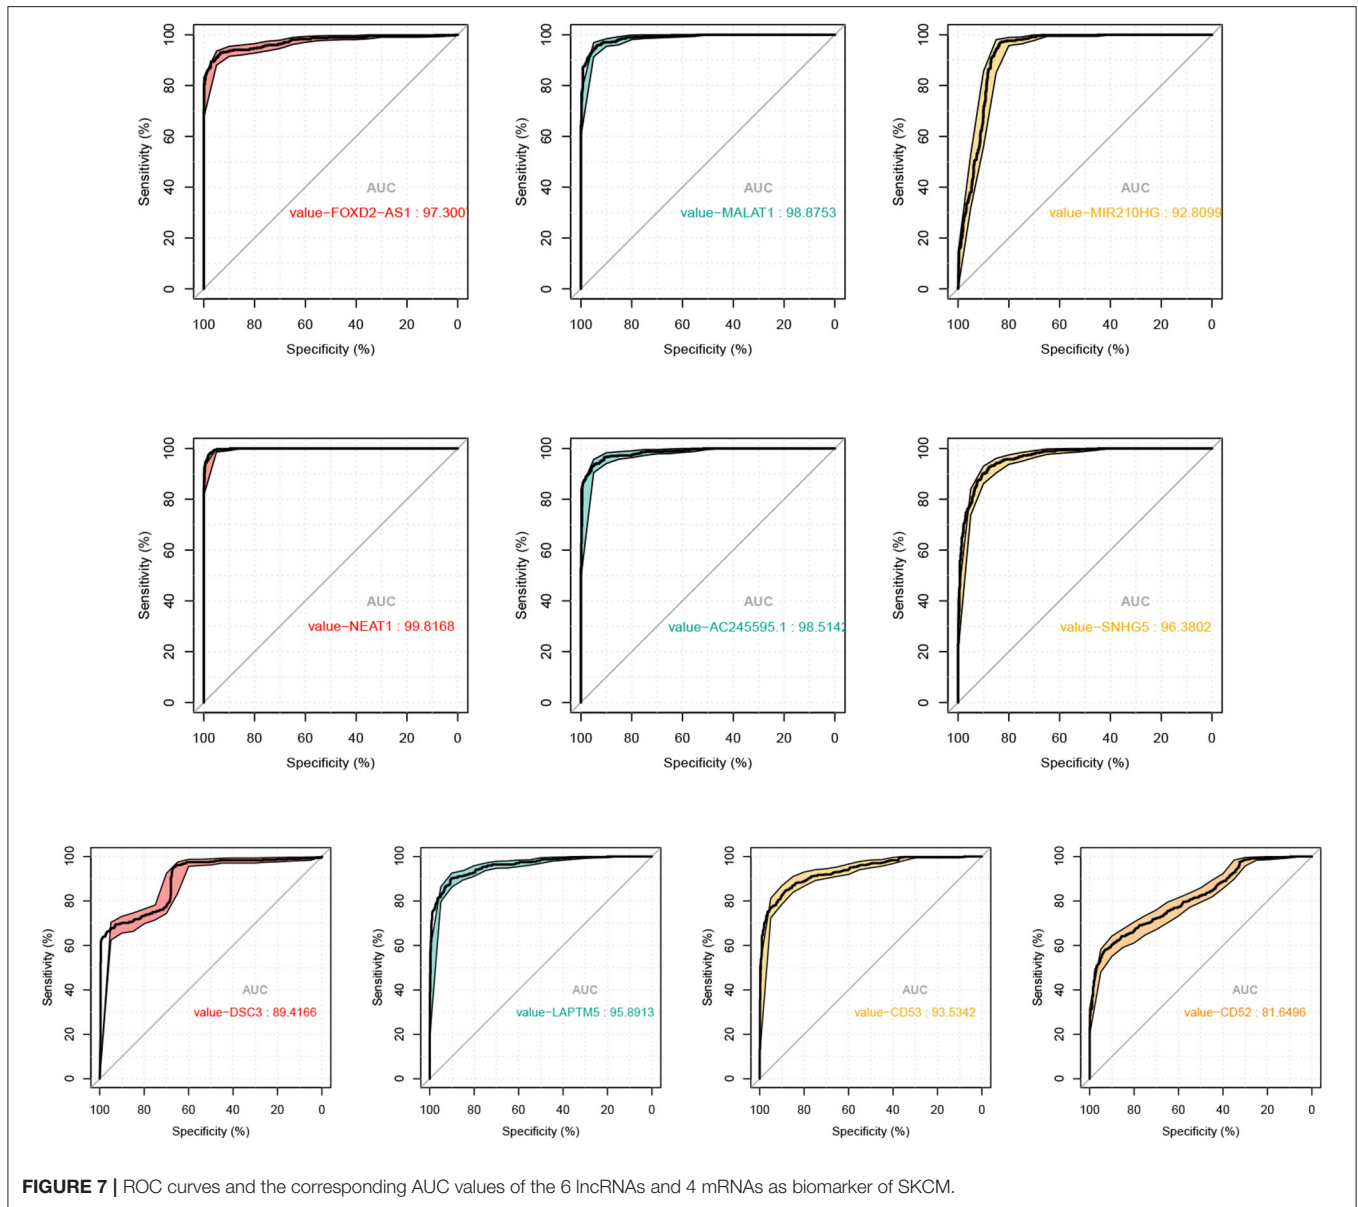 100
80
60
40
20
0
Sensitivity (%)
AUC
value-FOXD2-AS1 : 97.300
100 80 60 40 20 0
Specificity (%)
100
80
60
40
20
0
Sensitivity (%)
AUC
value-MALAT1 : 98.8753
100 80 60 40 20 0
Specificity (%)
100
80
60
40
20
0
Sensitivity (%)
AUC
value-MIR210HG : 92.8099
100 80 60 40 20 0
Specificity (%)
100
80
60
40
20
0
Sensitivity (%)
AUC
value-NEAT1 : 99.8168
100 80 60 40 20 0
Specificity (%)
100
80
60
40
20
0
Sensitivity (%)
AUC
value-AC245595.1 : 98.5142
100 80 60 40 20 0
Specificity (%)
100
80
60
40
20
0
Sensitivity (%)
AUC
value-SNHG5 : 96.3802
100 80 60 40 20 0
Specificity (%)
100
80
60
40
20
0
Sensitivity (%)
AUC
value-DSC3 : 89.4166
100 80 60 40 20 0
Specificity (%)
100
80
60
40
20
0
Sensitivity (%)
AUC
value-LAPTM5 : 95.8913
100 80 60 40 20 0
Specificity (%)
100
80
60
40
20
0
Sensitivity (%)
AUC
value-CD53 : 93.5342
100 80 60 40 20 0
Specificity (%)
100
80
60
40
20
0
Sensitivity (%)
AUC
value-CD52 : 81.6496
100 80 60 40 20 0
Specificity (%)
FIGURE 7 | ROC curves and the corresponding AUC values of the 6 lncRNAs and 4 mRNAs as biomarker of SKCM.